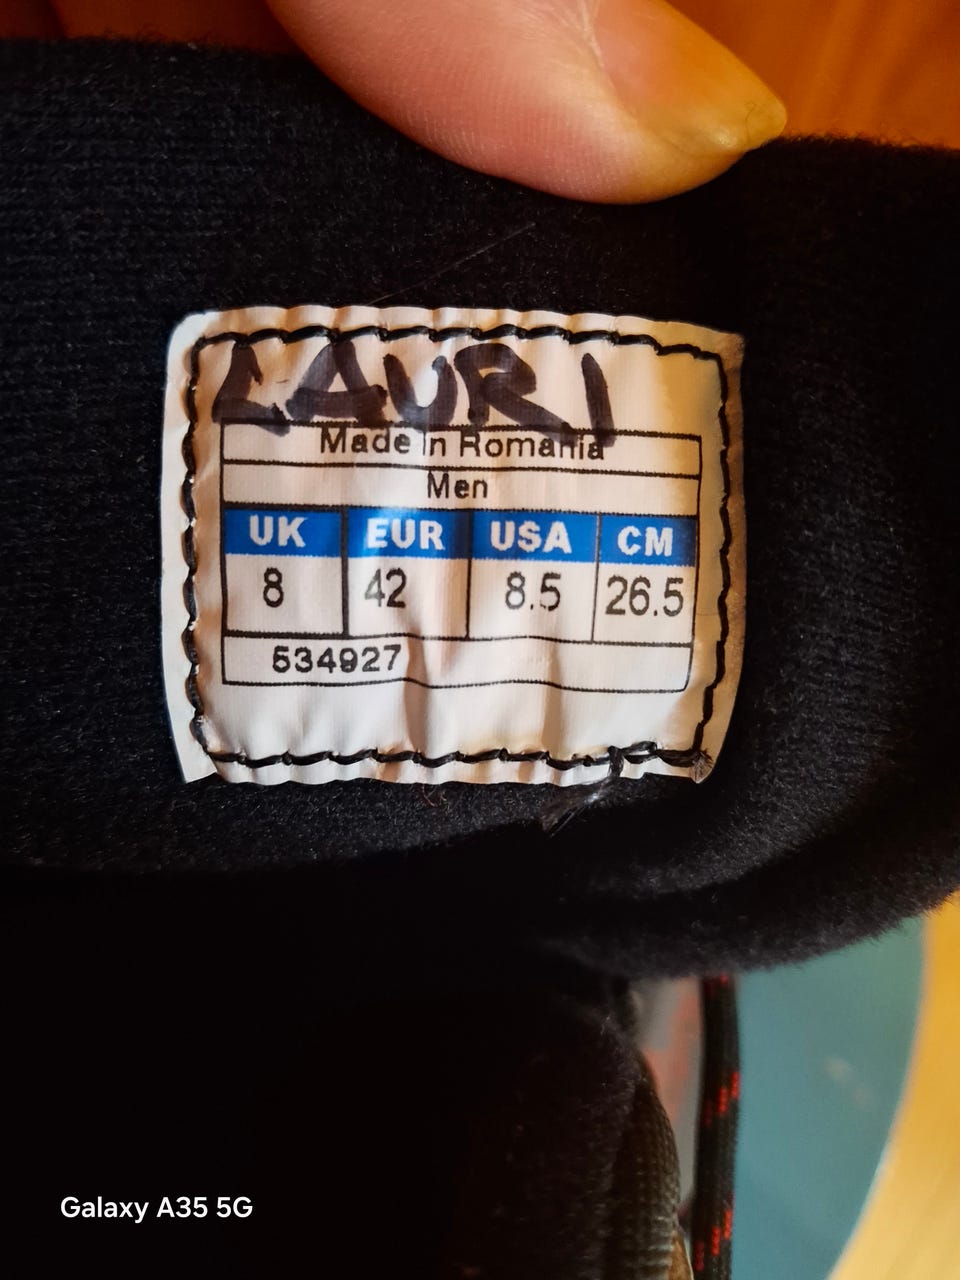 LAURI
Made in Romania
Men
UK EUR USA CM
8 42 8.5 26.5
534927
Galaxy A35 5G